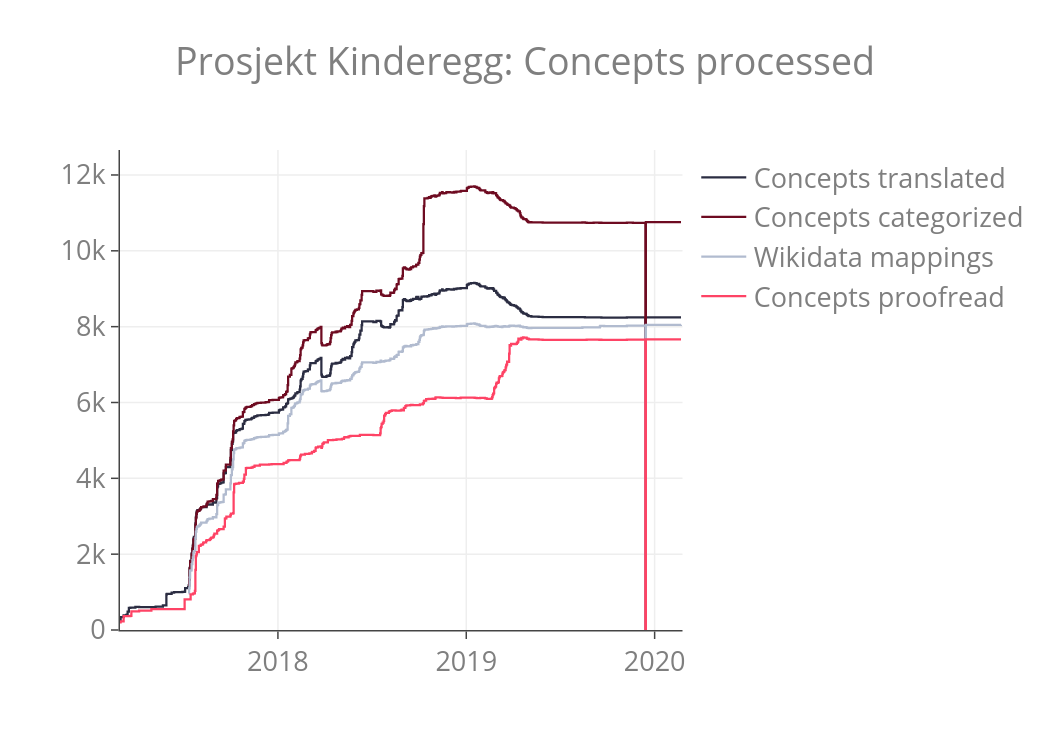 Prosjekt Kinderegg: Concepts processed
12k
10k
8k
6k
4k
2k
0
2018
2019
2020
Concepts translated
Concepts categorized
Wikidata mappings
Concepts proofread